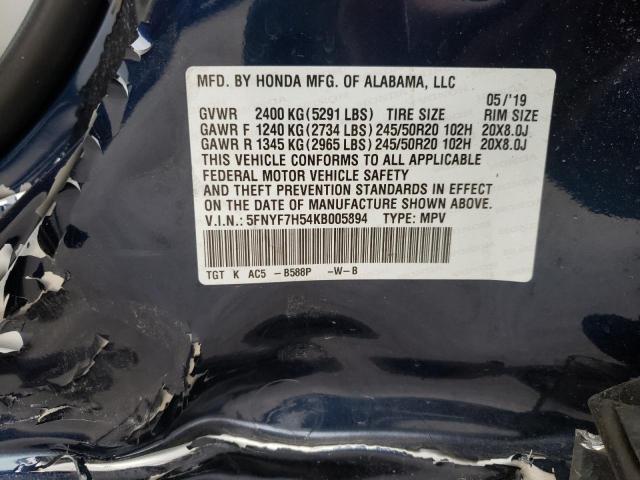 MFD. BY HONDA MFG. OF ALABAMA, LLC
05/'19
GVWR 2400 KG(5291 LBS) TIRE SIZE RIM SIZE
GAWR F 1240 KG(2734 LBS)245/50R20 102H 20X8.0J
GAWR R 1345 KG(2965 LBS)245/50R20 102H 20X8.0J
THIS VEHICLE CONFORMS TO ALL APPLICABLE
FEDERAL MOTOR VEHICLE SAFETY
AND THEFT PREVENTION STANDARDS IN EFFECT
ON THE DATE OF MANUFACTURE SHOWN ABOVE.
V.I.N.: 5FNYF7H54KB005894 TYPE: MPV
TGT K AC5 -B588P -W-B